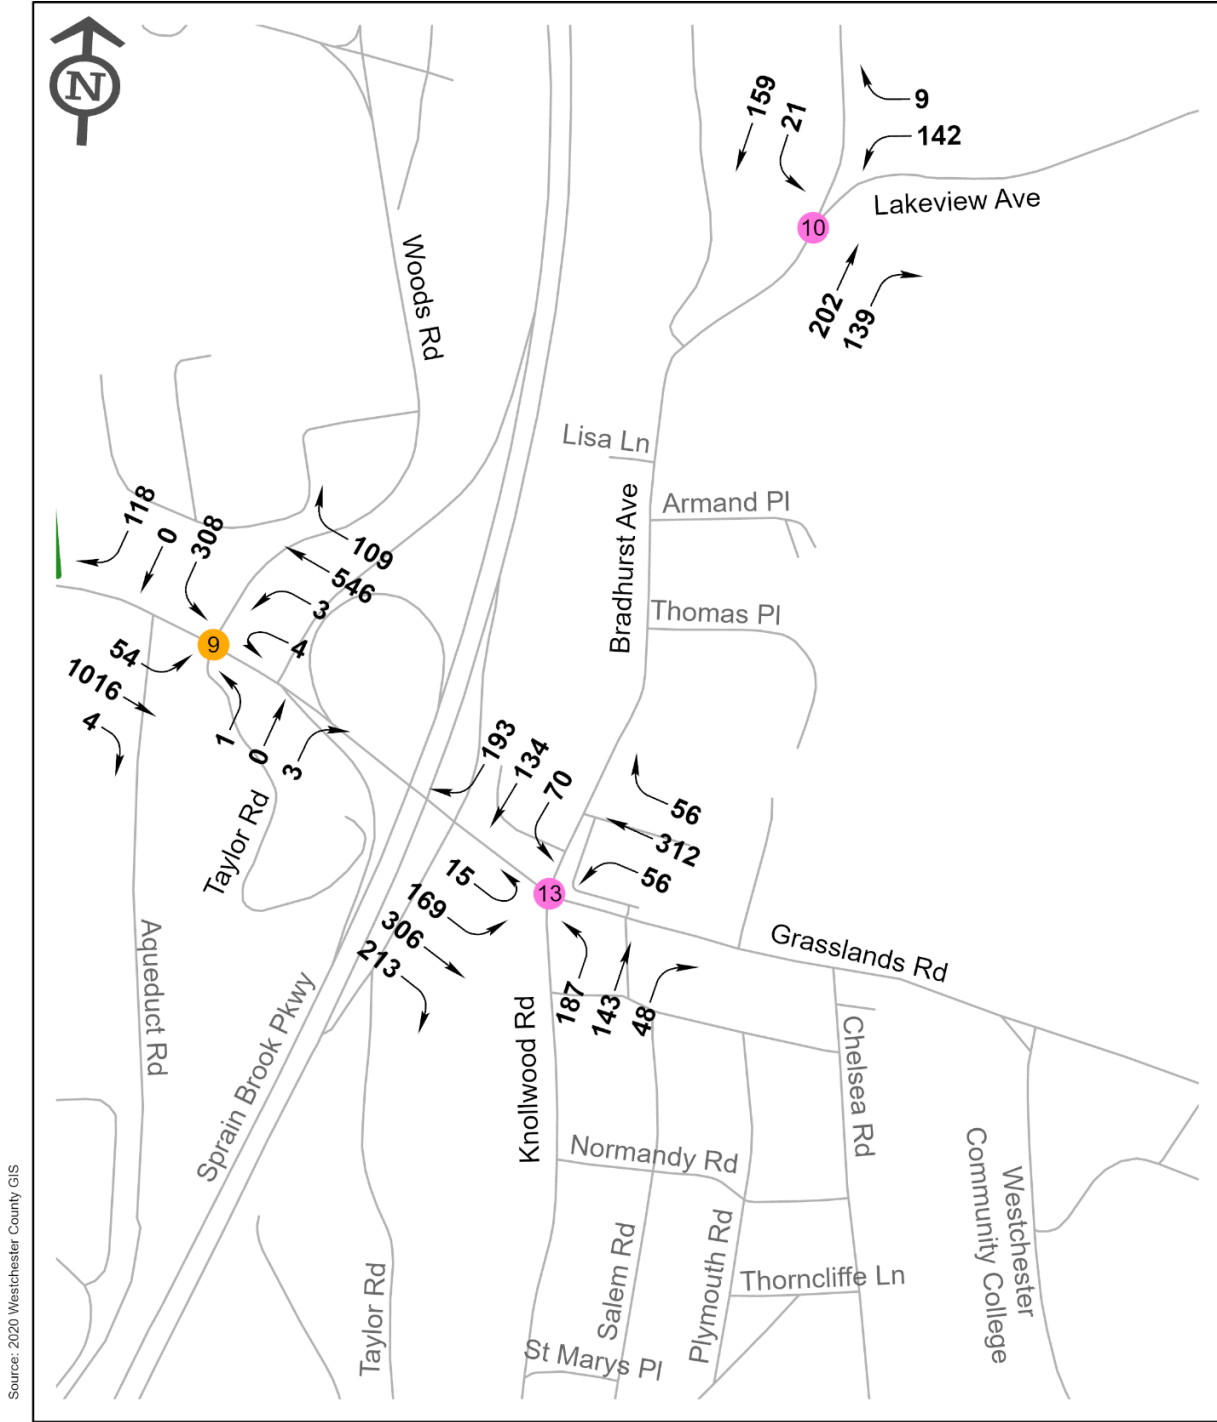 N
159
21
9
142
Lakeview Ave
10
202
139
Woods Rd
Lisa Ln
Bradhurst Ave
Armand Pl
Thomas Pl
118
0
308
109
546
3
4
9
54
1016
4
1
0
3
Taylor Rd
193
134
70
56
312
56
15
169
306
213
13
187
143
48
Grasslands Rd
Aqueduct Rd
Sprain Brook Pkwy
Knollwood Rd
Chelsea Rd
Normandy Rd
Westchester
Community College
Salem Rd
Plymouth Rd
Thorncliffe Ln
Taylor Rd
St Marys Pl
Source: 2020 Westchester County GIS